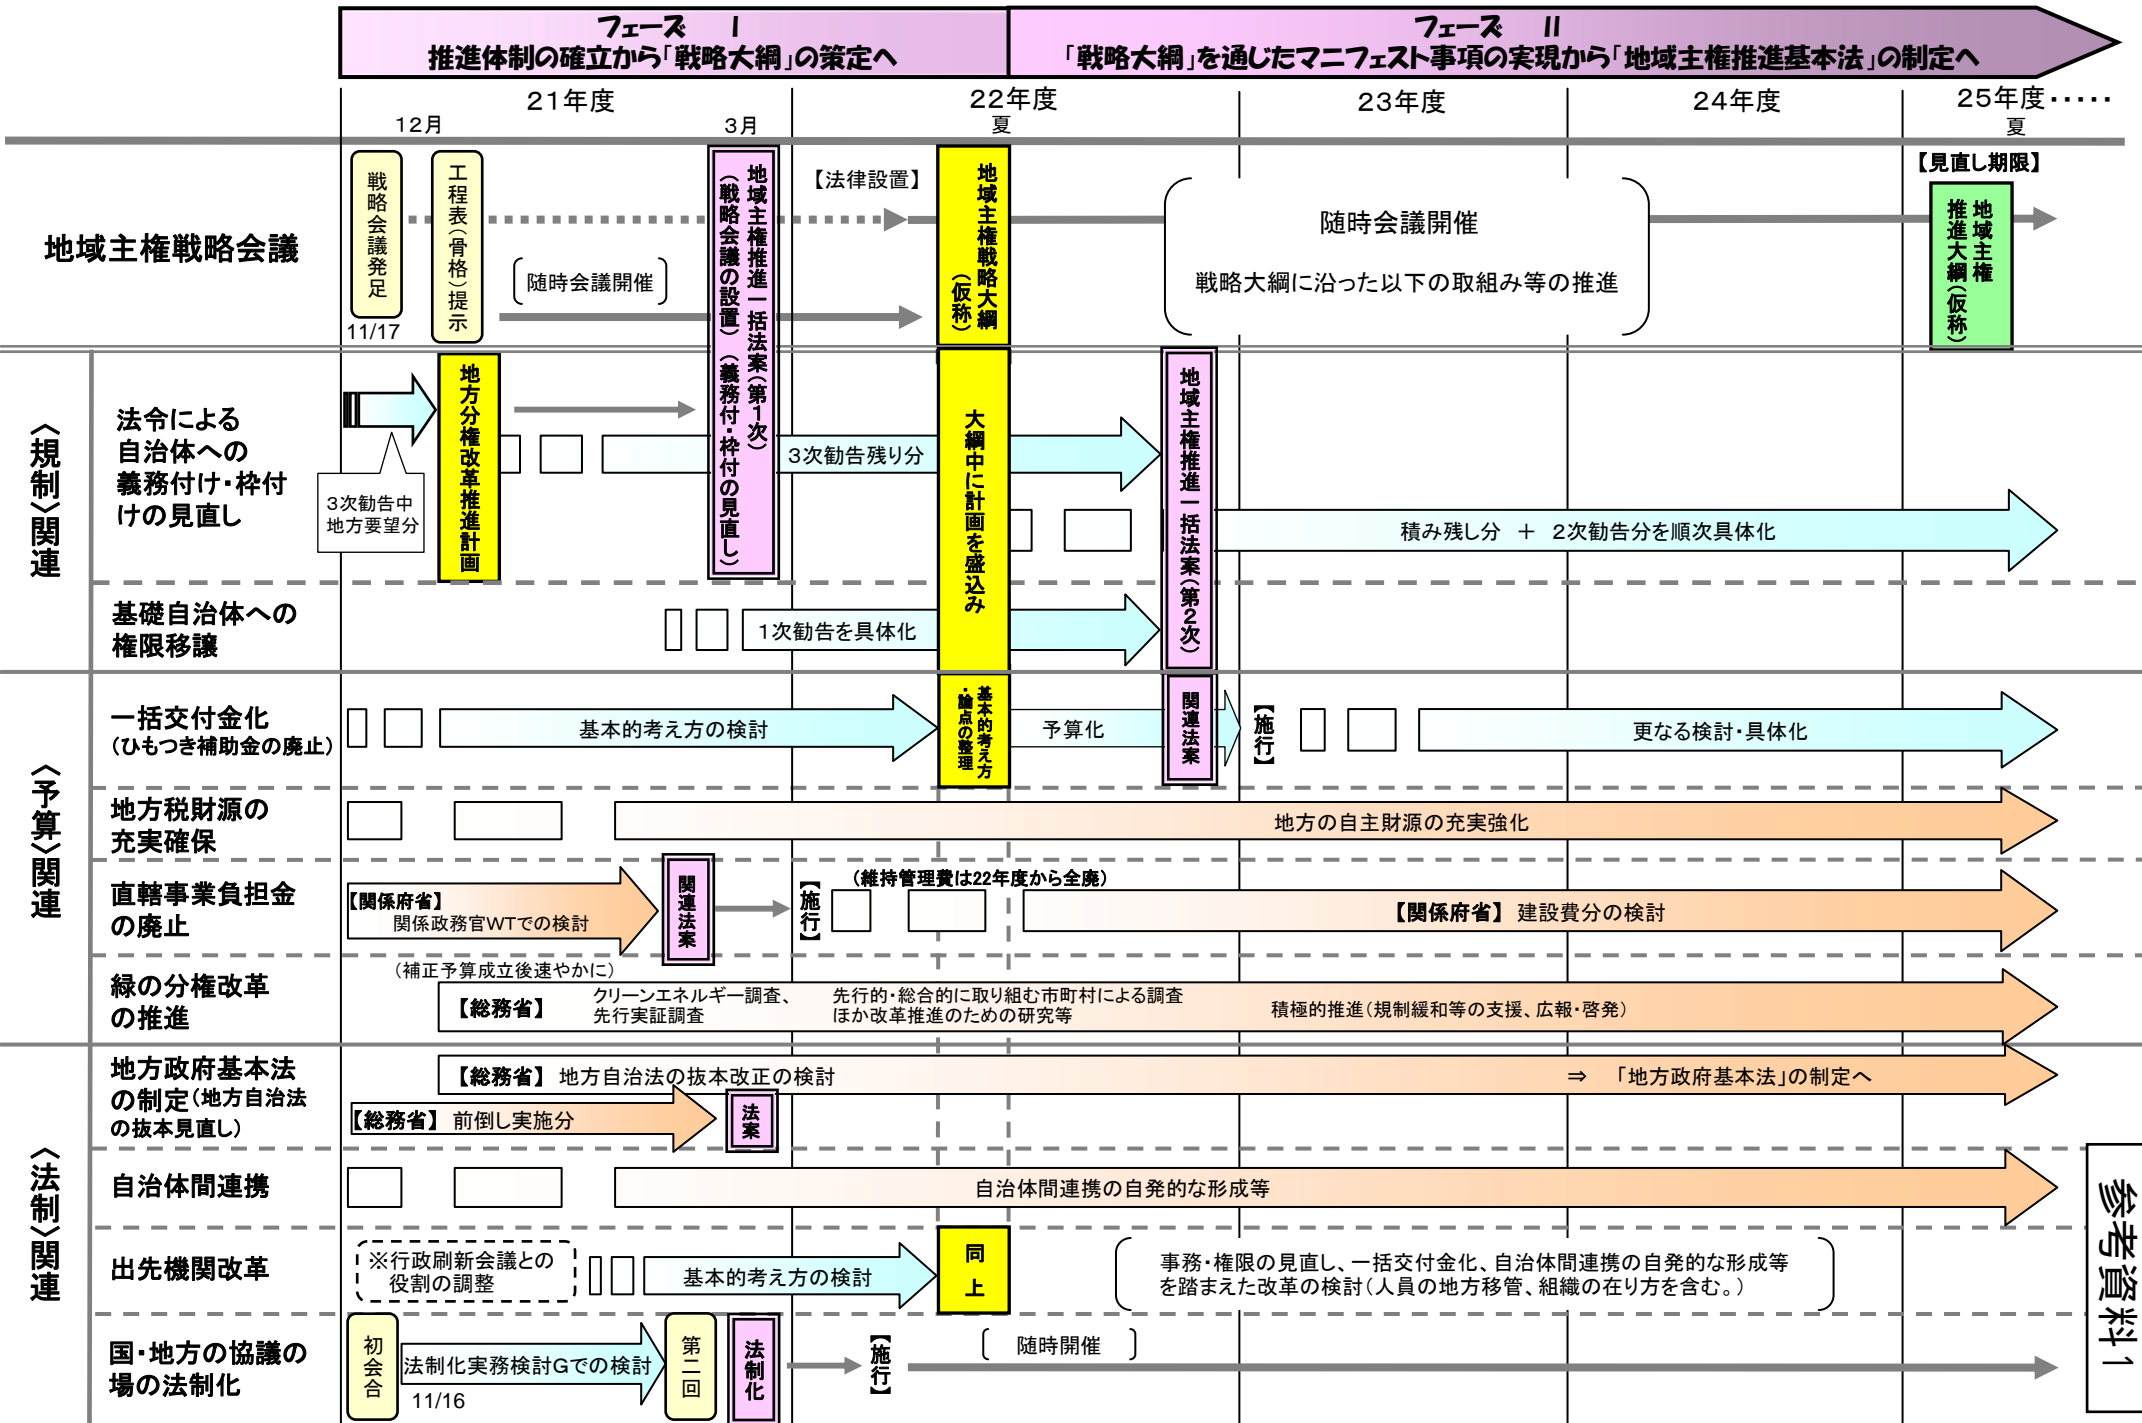 フェーズ Ⅰ
推進体制の確立から「戦略大綱」の策定へ
フェーズ Ⅱ
「戦略大綱」を通じたマニフェスト事項の実現から「地域主権推進基本法」の制定へ
21年度
22年度
23年度
24年度
25年度・・・・・
12月
3月
夏
夏
地域主権戦略会議
戦略会議発足
11/17
工程表(骨格)提示
〔随時会議開催〕
地域主権推進一括法案(第1次)
(戦略会議の設置)(義務付・枠付の見直し)
【法律設置】
地域主権戦略大綱
(仮称)
随時会議開催
戦略大綱に沿った以下の取組み等の推進
【見直し期限】
地域主権
推進大綱(仮称)
〈規制〉関連
法令による
自治体への
義務付け・枠付
けの見直し
3次勧告中
地方要望分
地方分権改革推進計画
3次勧告残り分
大綱中に計画を盛込み
地域主権推進一括法案(第2次)
積み残し分 + 2次勧告分を順次具体化
基礎自治体への
権限移譲
1次勧告を具体化
〈予算〉関連
一括交付金化
(ひもつき補助金の廃止)
基本的考え方の検討
基本的考え方
・論点の整理
予算化
関連法案
【施行】
更なる検討・具体化
地方税財源の
充実確保
地方の自主財源の充実強化
直轄事業負担金
の廃止
【関係府省】
関係政務官WTでの検討
関連法案
【施行】
(維持管理費は22年度から全廃)
【関係府省】 建設費分の検討
緑の分権改革
の推進
(補正予算成立後速やかに)
【総務省】
クリーンエネルギー調査、
先行実証調査
先行的・総合的に取り組む市町村による調査
ほか改革推進のための研究等
積極的推進(規制緩和等の支援、広報・啓発)
〈法制〉関連
地方政府基本法
の制定(地方自治法
の抜本見直し)
【総務省】 地方自治法の抜本改正の検討
⇒ 「地方政府基本法」の制定へ
【総務省】 前倒し実施分
法案
自治体間連携
自治体間連携の自発的な形成等
出先機関改革
※行政刷新会議との
役割の調整
基本的考え方の検討
同上
事務・権限の見直し、一括交付金化、自治体間連携の自発的な形成等
を踏まえた改革の検討(人員の地方移管、組織の在り方を含む。)
国・地方の協議の
場の法制化
初会合
法制化実務検討Gでの検討
11/16
第二回
法制化
【施行】
〔随時開催〕
参考資料1